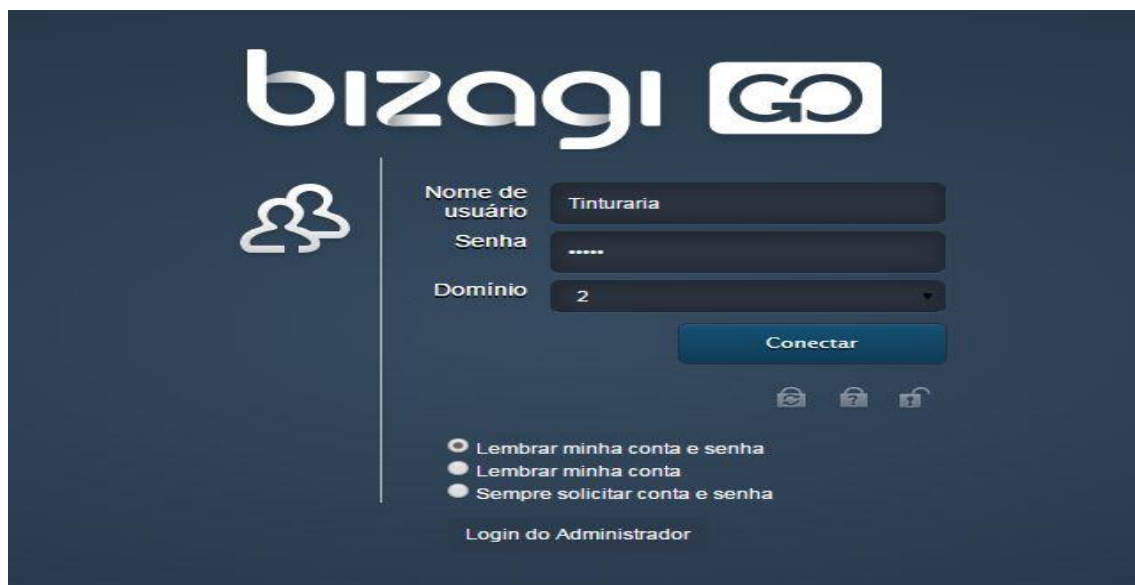 bizagi GO
Nome de
usuário
Tinturaria
Senha
•••••
Domínio
2
Conectar
Lembrar minha conta e senha
Lembrar minha conta
Sempre solicitar conta e senha
Login do Administrador